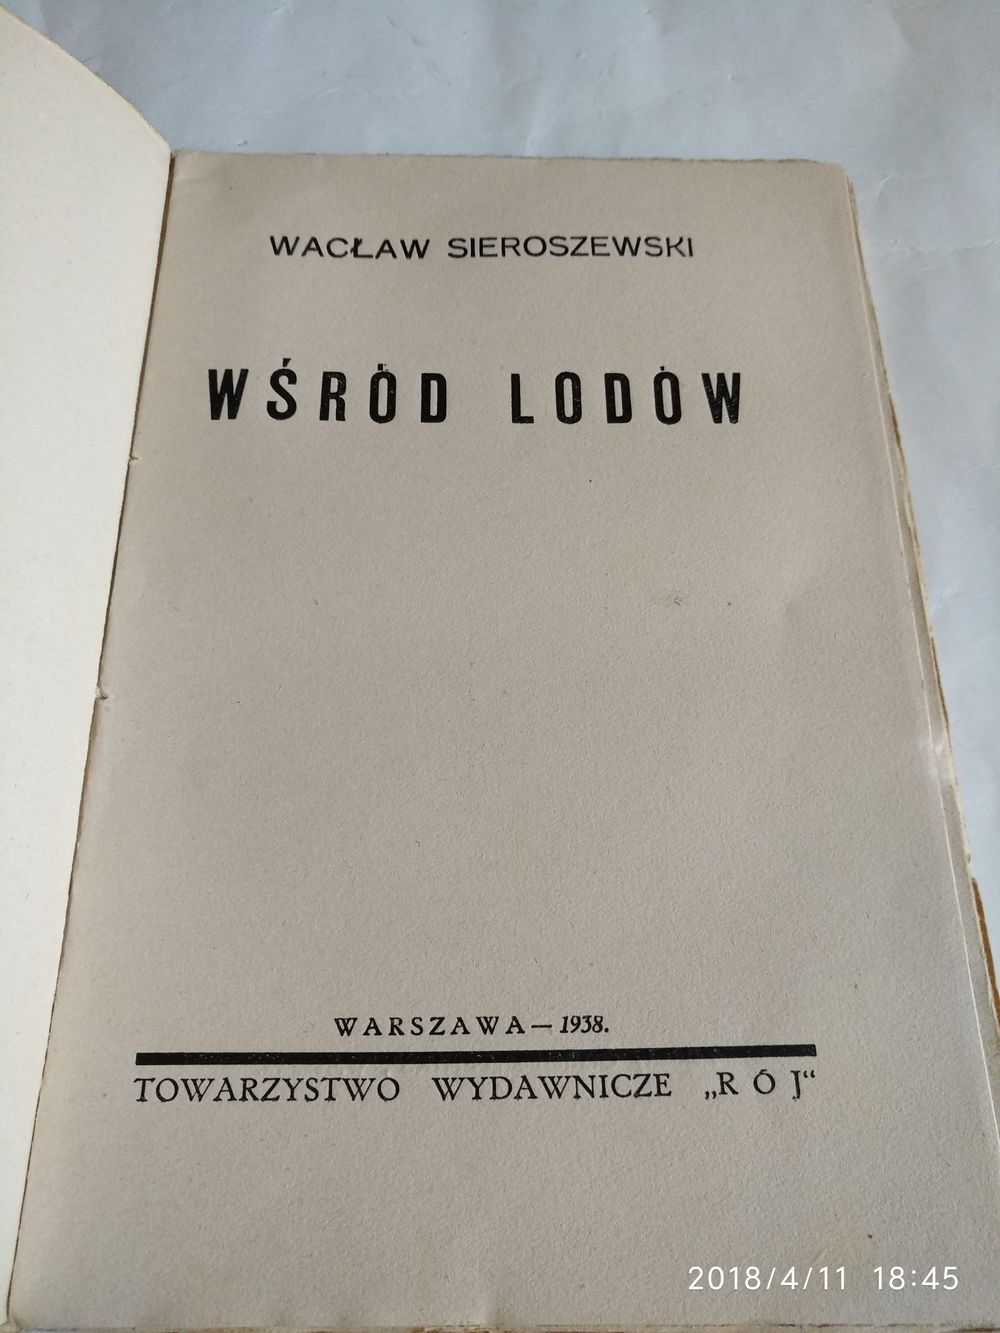 WACŁAW SIEROSZEWSKI
WŚRÓD LODÓW
WARSZAWA — 1938.
TOWARZYSTWO WYDAWNICZE „RÓJ“
2018/4/11 18:45